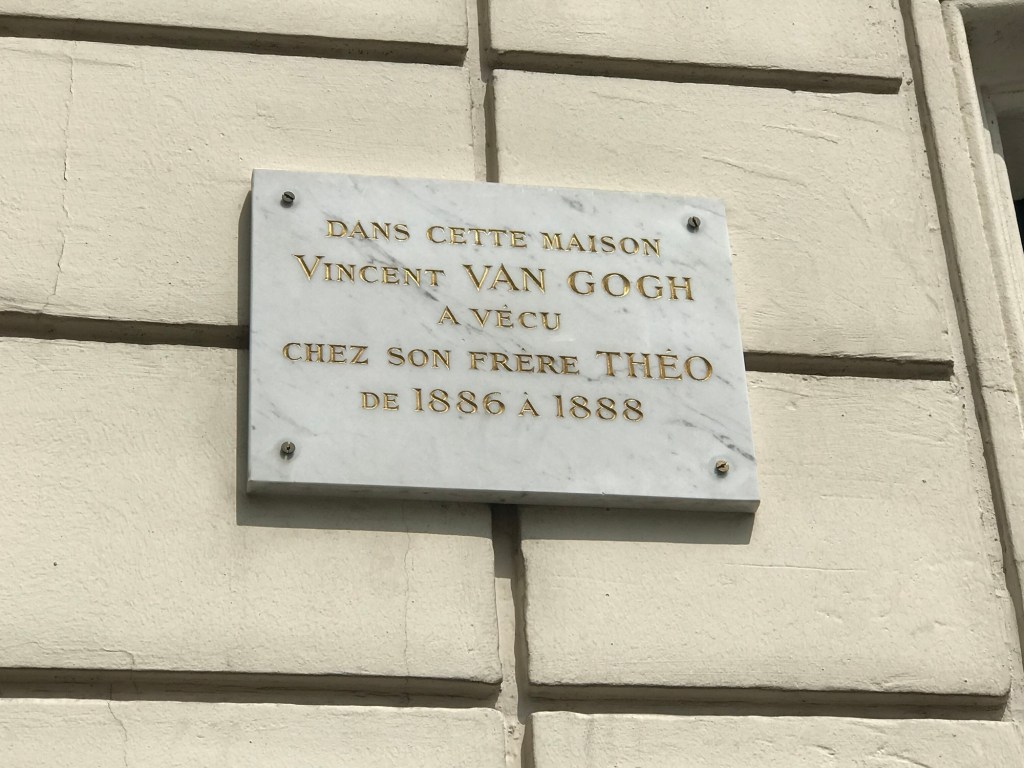 DANS CETTE MAISON
VINCENT VAN GOGH
A VÉCU
CHEZ SON FRÈRE THÉO
DE 1886 À 1888